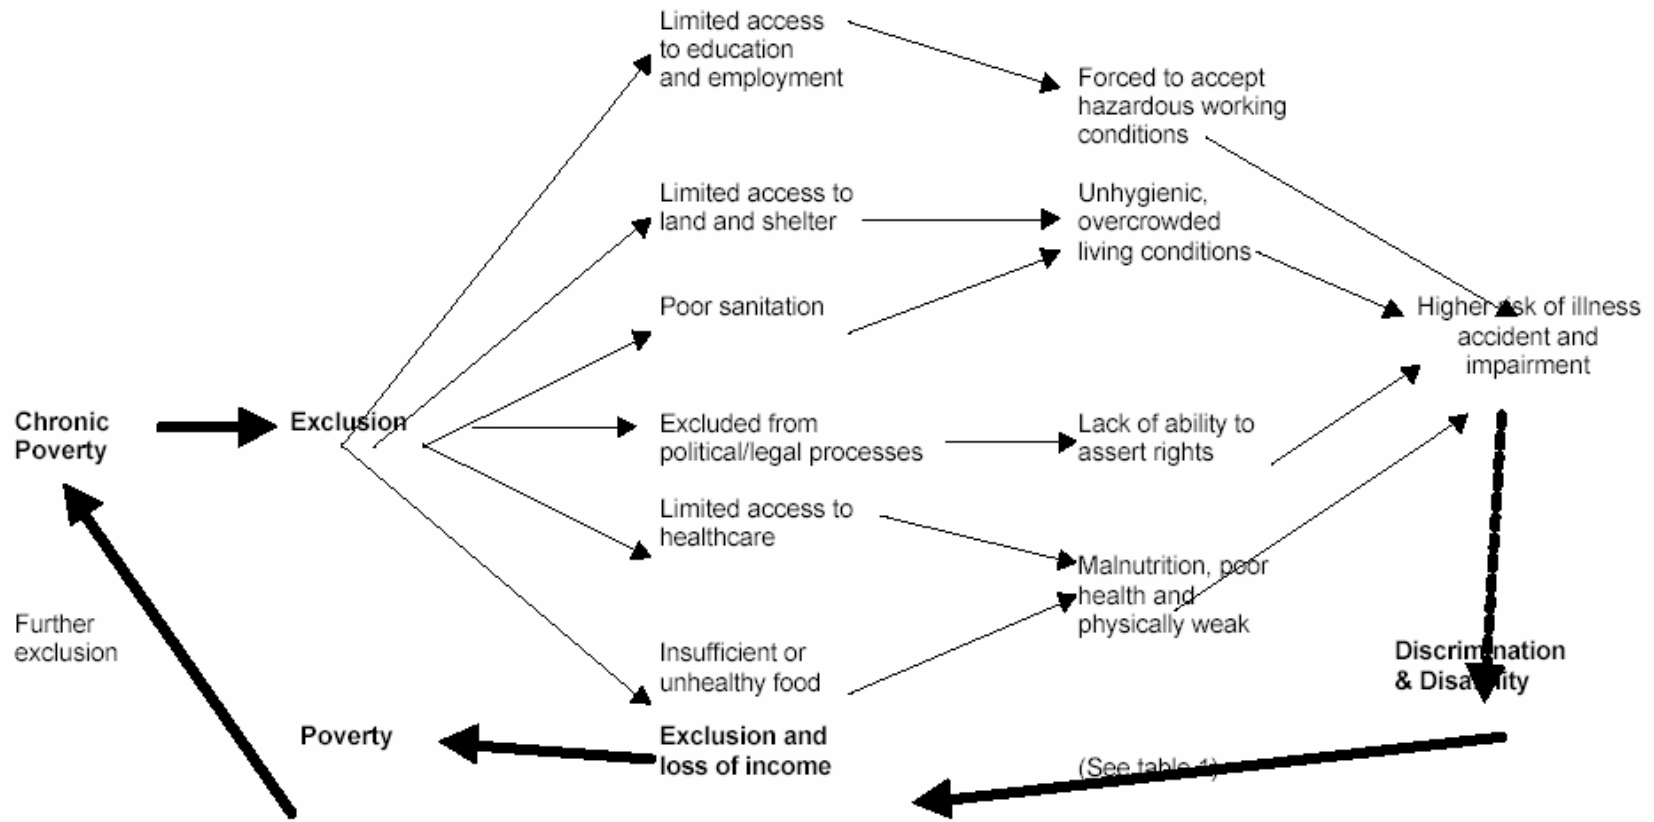 Limited access
to education
and employment
Forced to accept
hazardous working
conditions
Limited access to
land and shelter
Unhygienic,
overcrowded
living conditions
Poor sanitation
Higher risk of illness
accident and
impairment
Chronic
Poverty
Exclusion
Excluded from
political/legal processes
Lack of ability to
assert rights
Limited access to
healthcare
Malnutrition, poor
health and
physically weak
Further
exclusion
Insufficient or
unhealthy food
Discrimination
& Disability
Poverty
Exclusion and
loss of income
(See table 1)